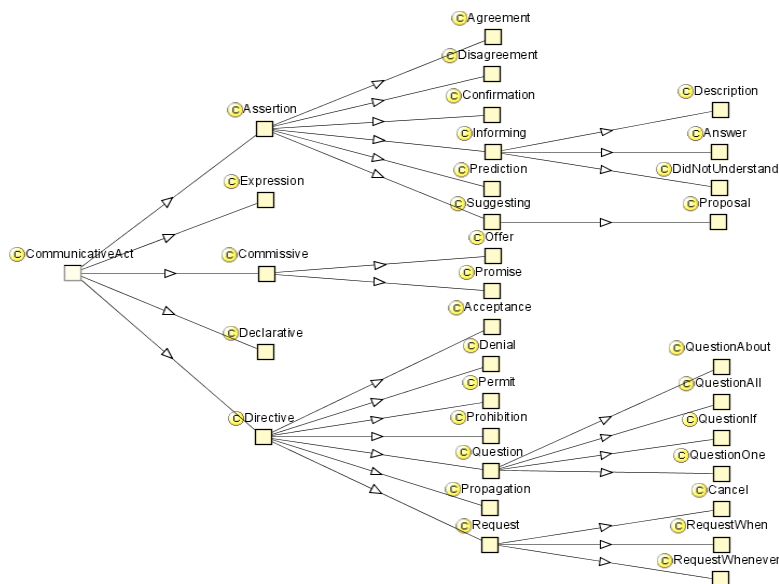 Agreement
Disagreement
Confirmation
Description
Assertion
Informing
Answer
Prediction
DidNotUnderstand
Expression
Suggesting
Proposal
Offer
CommunicativeAct
Commissive
Promise
Acceptance
Declarative
Denial
QuestionAbout
Permit
QuestionAll
Directive
Prohibition
QuestionIf
Question
QuestionOne
Propagation
Cancel
Request
RequestWhen
RequestWhenever